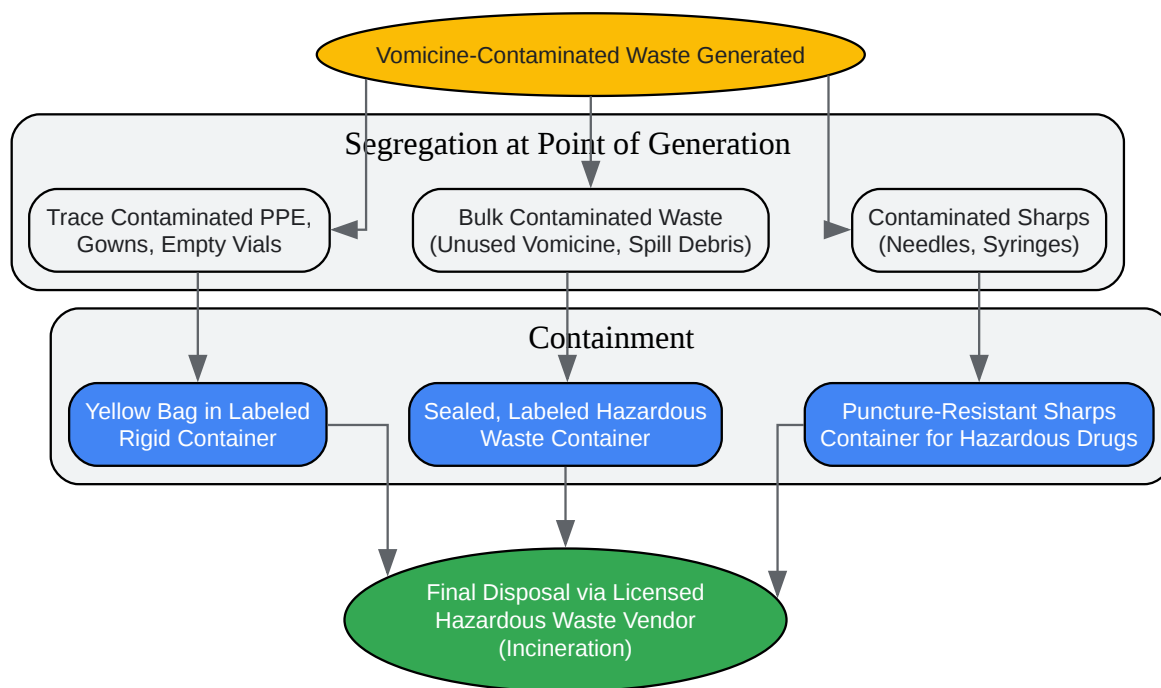 Vomicine-Contaminated Waste Generated
Segregation at Point of Generation
Trace Contaminated PPE,
Gowns, Empty Vials
Bulk Contaminated Waste
(Unused Vomicine, Spill Debris)
Contaminated Sharps
(Needles, Syringes)
Containment
Yellow Bag in Labeled
Rigid Container
Sealed, Labeled Hazardous
Waste Container
Puncture-Resistant Sharps
Container for Hazardous Drugs
Final Disposal via Licensed
Hazardous Waste Vendor
(Incineration)